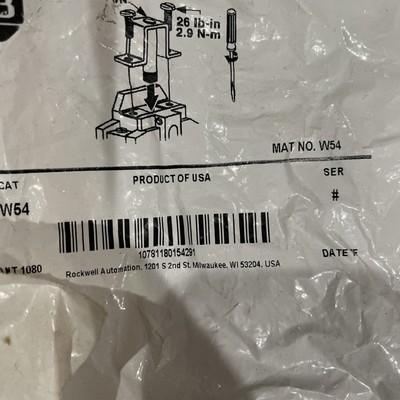 26 lb-in
2.9 N-m
MAT NO. W54
CAT
PRODUCT OF USA
SER
W54
#
10781180154291
1080
DATE
Rockwell Automation, 1201 S 2nd St. Milwaukee, WI 53204, USA